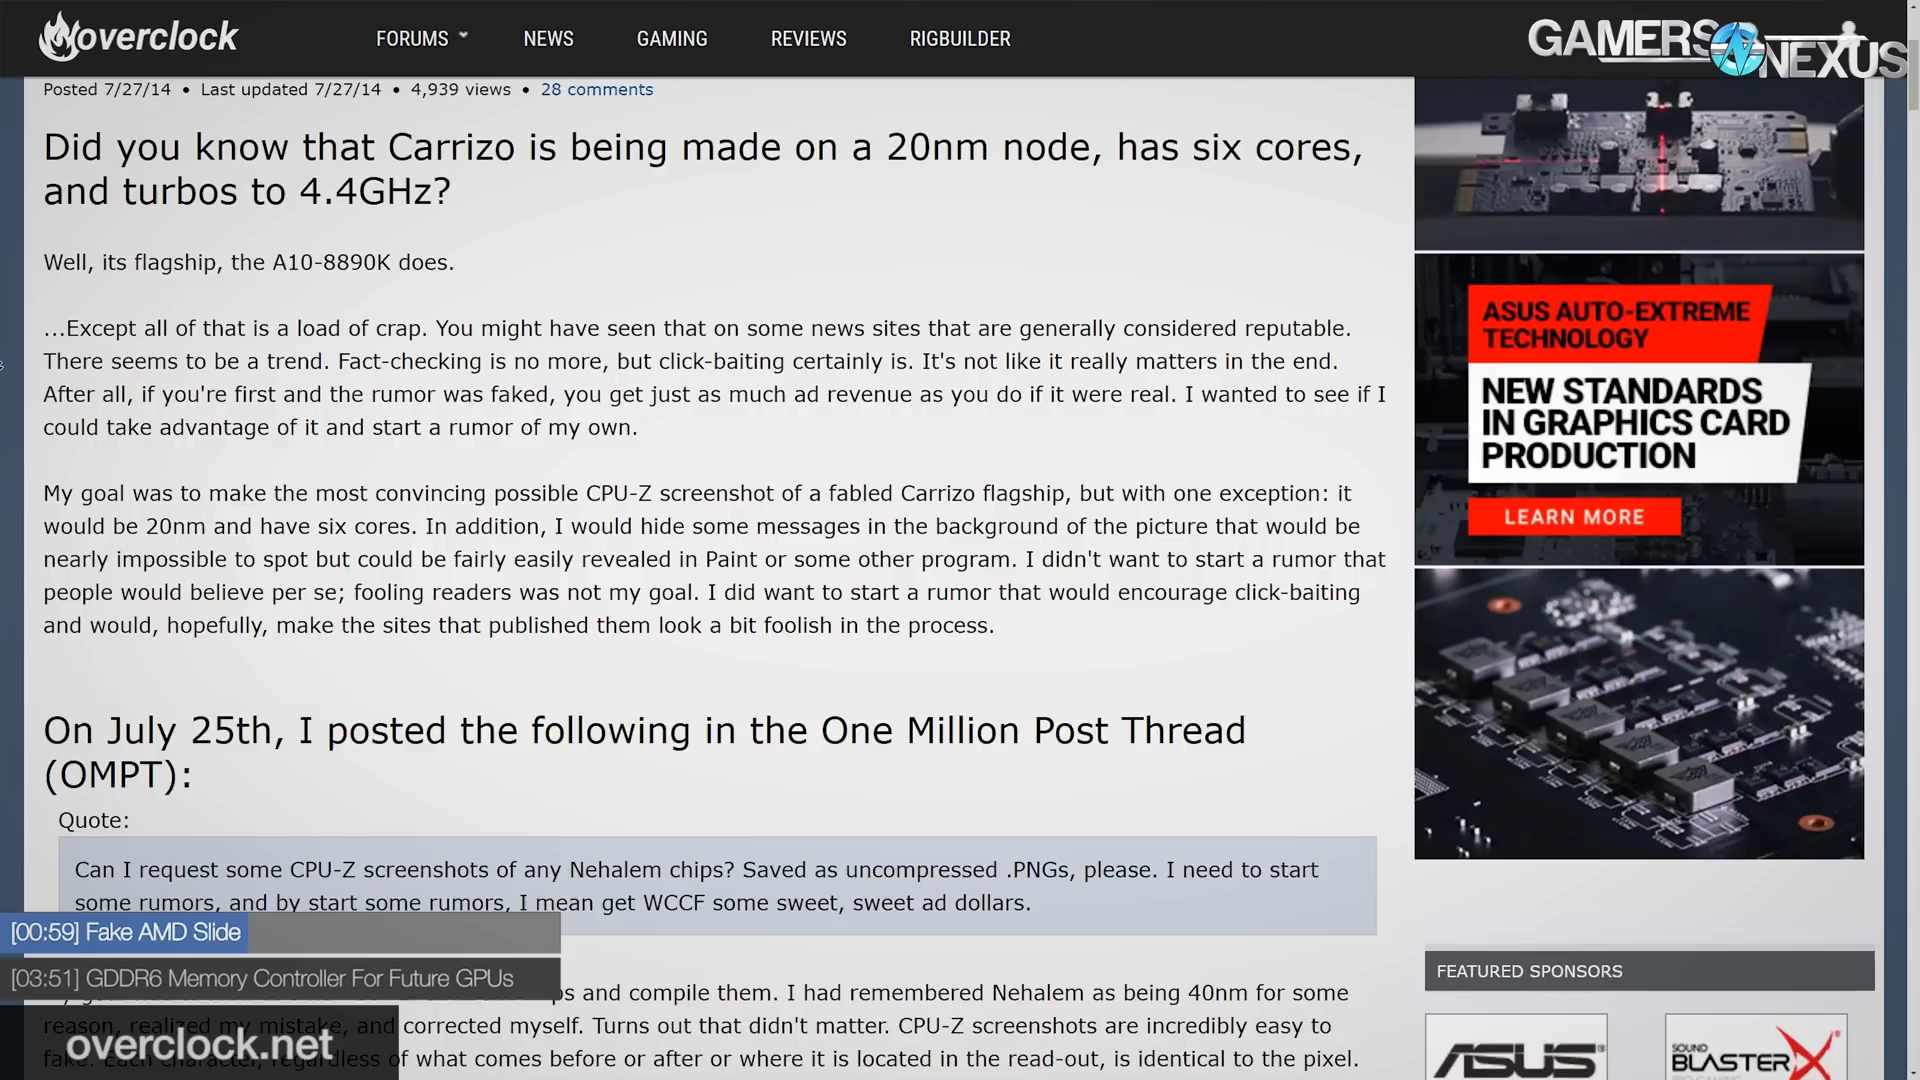 overclock
FORUMS
NEWS
GAMING
REVIEWS
RIGBUILDER
GAMERS
NEXUS
Posted 7/27/14 • Last updated 7/27/14 • 4,939 views • 28 comments
Did you know that Carrizo is being made on a 20nm node, has six cores,
and turbos to 4.4GHz?
Well, its flagship, the A10-8890K does.
...Except all of that is a load of crap. You might have seen that on some news sites that are generally considered reputable.
There seems to be a trend. Fact-checking is no more, but click-baiting certainly is. It's not like it really matters in the end.
After all, if you're first and the rumor was faked, you get just as much ad revenue as you do if it were real. I wanted to see if I
could take advantage of it and start a rumor of my own.
My goal was to make the most convincing possible CPU-Z screenshot of a fabled Carrizo flagship, but with one exception: it
would be 20nm and have six cores. In addition, I would hide some messages in the background of the picture that would be
nearly impossible to spot but could be fairly easily revealed in Paint or some other program. I didn't want to start a rumor that
people would believe per se; fooling readers was not my goal. I did want to start a rumor that would encourage click-baiting
and would, hopefully, make the sites that published them look a bit foolish in the process.
On July 25th, I posted the following in the One Million Post Thread
(OMPT):
Quote:
Can I request some CPU-Z screenshots of any Nehalem chips? Saved as uncompressed .PNGs, please. I need to start
some rumors, and by start some rumors, I mean get WCCF some sweet, sweet ad dollars.
and compile them. I had remembered Nehalem as being 40nm for some
reason, realized my mistake, and corrected myself. Turns out that didn't matter. CPU-Z screenshots are incredibly easy to
fake. Each character, regardless of what comes before or after or where it is located in the read-out, is identical to the pixel.
[00:59] Fake AMD Slide
[03:51] GDDR6 Memory Controller For Future GPUs
overclock.net
ASUS AUTO-EXTREME
TECHNOLOGY
NEW STANDARDS
IN GRAPHICS CARD
PRODUCTION
LEARN MORE
FEATURED SPONSORS
ASUS
SOUND
BLASTERX